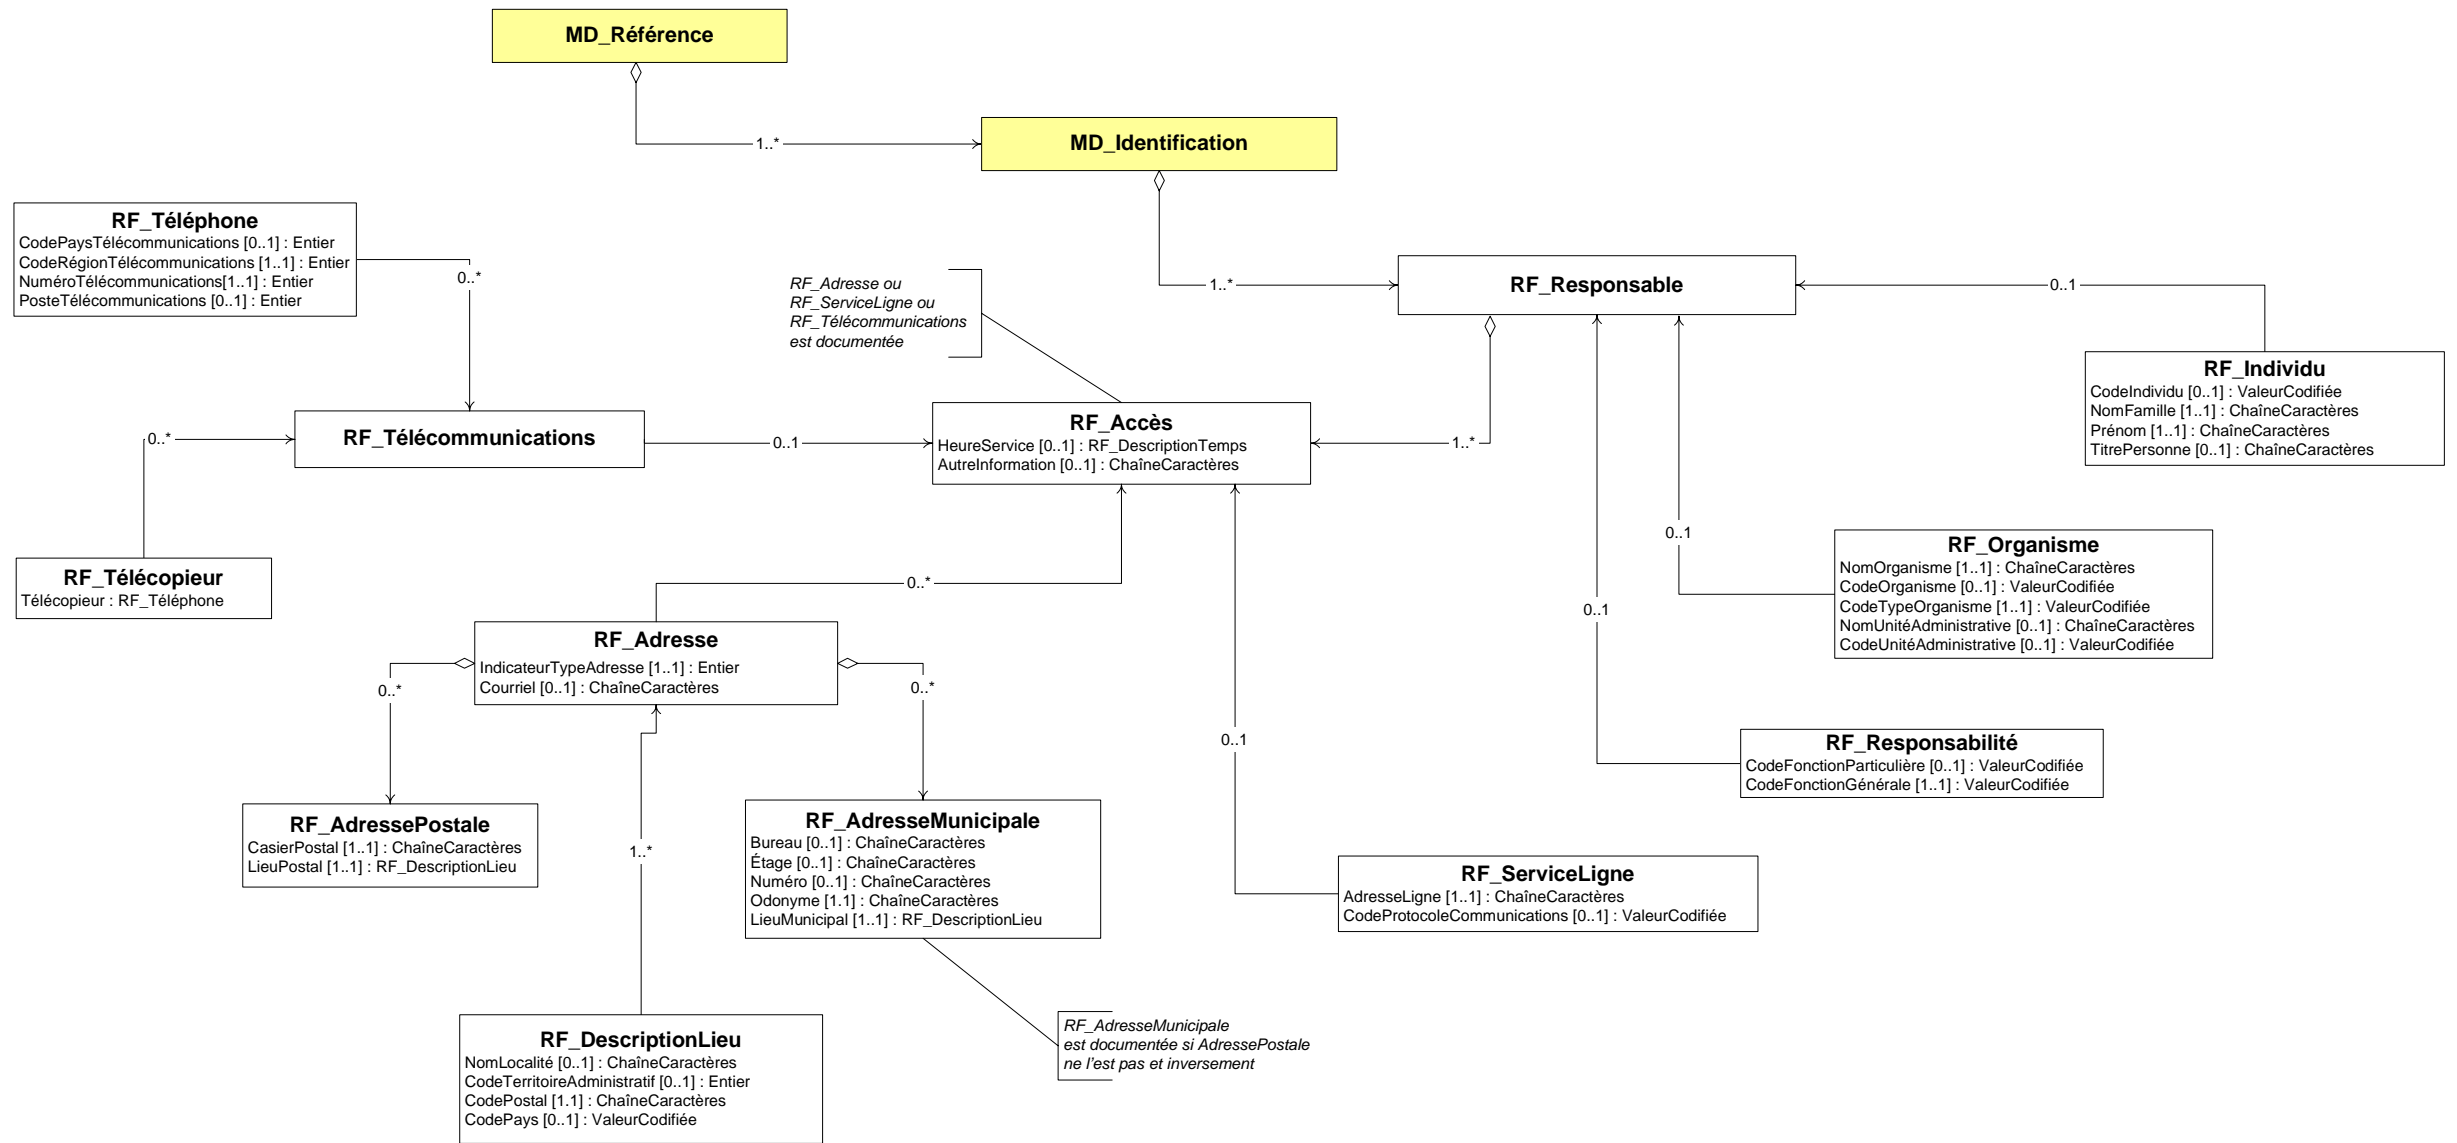 MD_Référence
1..*
MD_Identification
RF_Téléphone
CodePaysTélécommunications [0..1] : Entier
CodeRégionTélécommunications [1..1] : Entier
NuméroTélécommunications[1..1] : Entier
PosteTélécommunications [0..1] : Entier
0..*
RF_Adresse ou
RF_ServiceLigne ou
RF_Télécommunications
est documentée
1..*
RF_Responsable
0..1
RF_Individu
CodeIndividu [0..1] : ValeurCodifiée
NomFamille [1..1] : ChaîneCaractères
Prénom [1..1] : ChaîneCaractères
TitrePersonne [0..1] : ChaîneCaractères
0..*
RF_Télécommunications
0..1
RF_Accès
HeureService [0..1] : RF_DescriptionTemps
AutreInformation [0..1] : ChaîneCaractères
1..*
0..1
RF_Organisme
NomOrganisme [1..1] : ChaîneCaractères
CodeOrganisme [0..1] : ValeurCodifiée
CodeTypeOrganisme [1..1] : ValeurCodifiée
NomUnitéAdministrative [0..1] : ChaîneCaractères
CodeUnitéAdministrative [0..1] : ValeurCodifiée
RF_Télécopieur
Télécopieur : RF_Téléphone
0..*
0..1
RF_Adresse
IndicateurTypeAdresse [1..1] : Entier
Courriel [0..1] : ChaîneCaractères
0..*
0..*
0..1
RF_Responsabilité
CodeFonctionParticulière [0..1] : ValeurCodifiée
CodeFonctionGénérale [1..1] : ValeurCodifiée
RF_AdressePostale
CasierPostal [1..1] : ChaîneCaractères
LieuPostal [1..1] : RF_DescriptionLieu
1..*
RF_AdresseMunicipale
Bureau [0..1] : ChaîneCaractères
Étage [0..1] : ChaîneCaractères
Numéro [0..1] : ChaîneCaractères
Odonyme [1.1] : ChaîneCaractères
LieuMunicipal [1..1] : RF_DescriptionLieu
RF_ServiceLigne
AdresseLigne [1..1] : ChaîneCaractères
CodeProtocoleCommunications [0..1] : ValeurCodifiée
RF_DescriptionLieu
NomLocalité [0..1] : ChaîneCaractères
CodeTerritoireAdministratif [0..1] : Entier
CodePostal [1.1] : ChaîneCaractères
CodePays [0..1] : ValeurCodifiée
RF_AdresseMunicipale
est documentée si AdressePostale
ne l'est pas et inversement